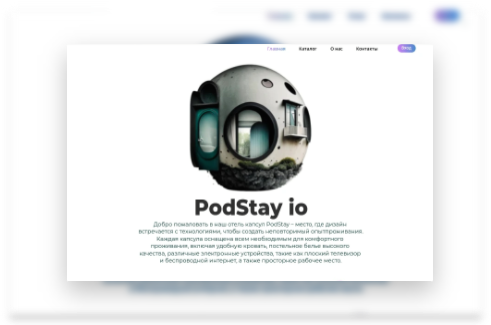 Главная Каталог О нас Контакты
PodStay io
Добро пожаловать в наш отель капсул PodStay – место, где дизайн
встречается с технологиями, чтобы создать неповторимый опыт проживания.
Каждая капсула оснащена всем необходимым для комфортного
проживания, включая удобную кровать, постельное белье высокого
качества, различные электронные устройства, такие как плоский телевизор
и беспроводной интернет, а также просторное рабочее место.